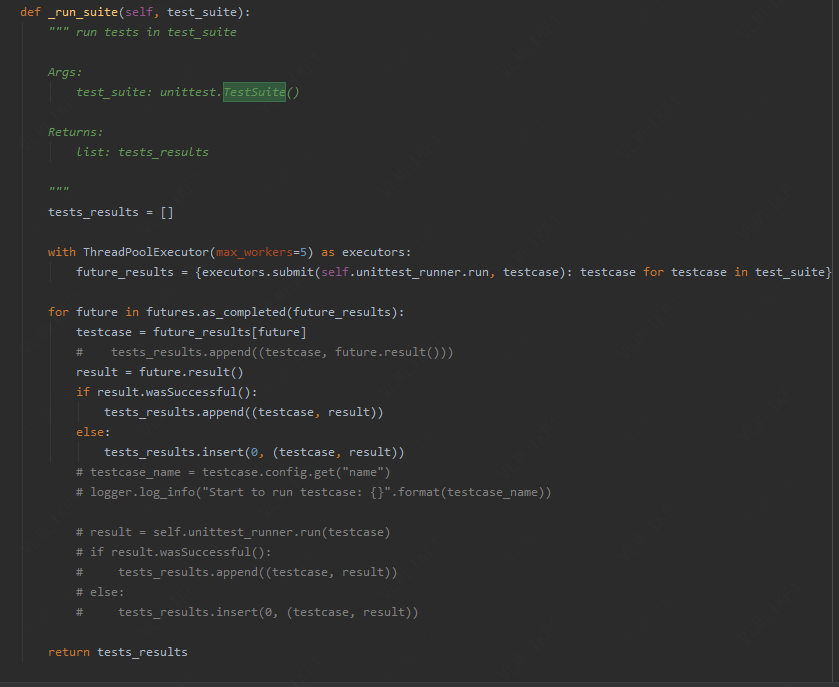 def _run_suite(self, test_suite):
""" run tests in test_suite
Args:
test_suite: unittest.TestSuite()
Returns:
list: tests_results
"""
tests_results = []
with ThreadPoolExecutor(max_workers=5) as executors:
future_results = {executors.submit(self.unittest_runner.run, testcase): testcase for testcase in test_suite}
for future in futures.as_completed(future_results):
testcase = future_results[future]
#    tests_results.append((testcase, future.result()))
result = future.result()
if result.wasSuccessful():
tests_results.append((testcase, result))
else:
tests_results.insert(0, (testcase, result))
# testcase_name = testcase.config.get("name")
# logger.log_info("Start to run testcase: {}".format(testcase_name))
# result = self.unittest_runner.run(testcase)
# if result.wasSuccessful():
#     tests_results.append((testcase, result))
# else:
#     tests_results.insert(0, (testcase, result))
return tests_results